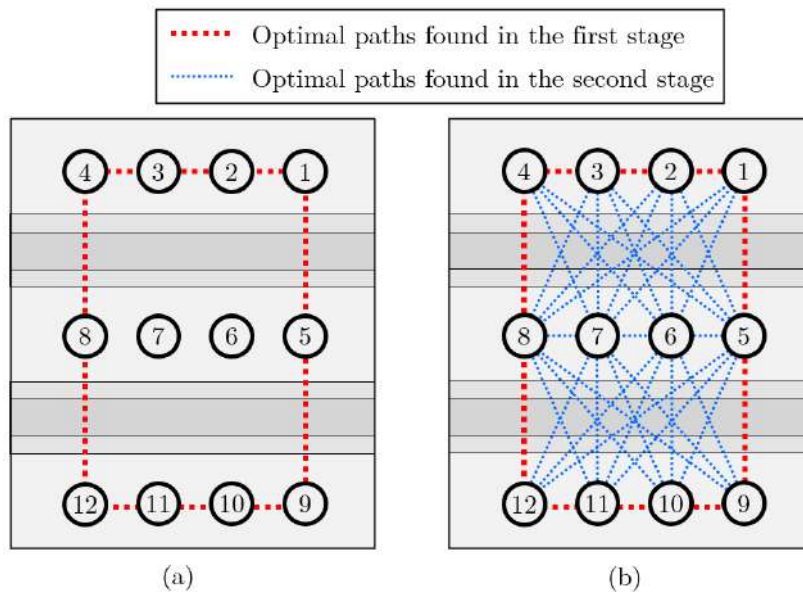 Optimal paths found in the first stage
Optimal paths found in the second stage
4 3 2 1
8 7 6 5
12 11 10 9
(a)
4 3 2 1
8 7 6 5
12 11 10 9
(b)